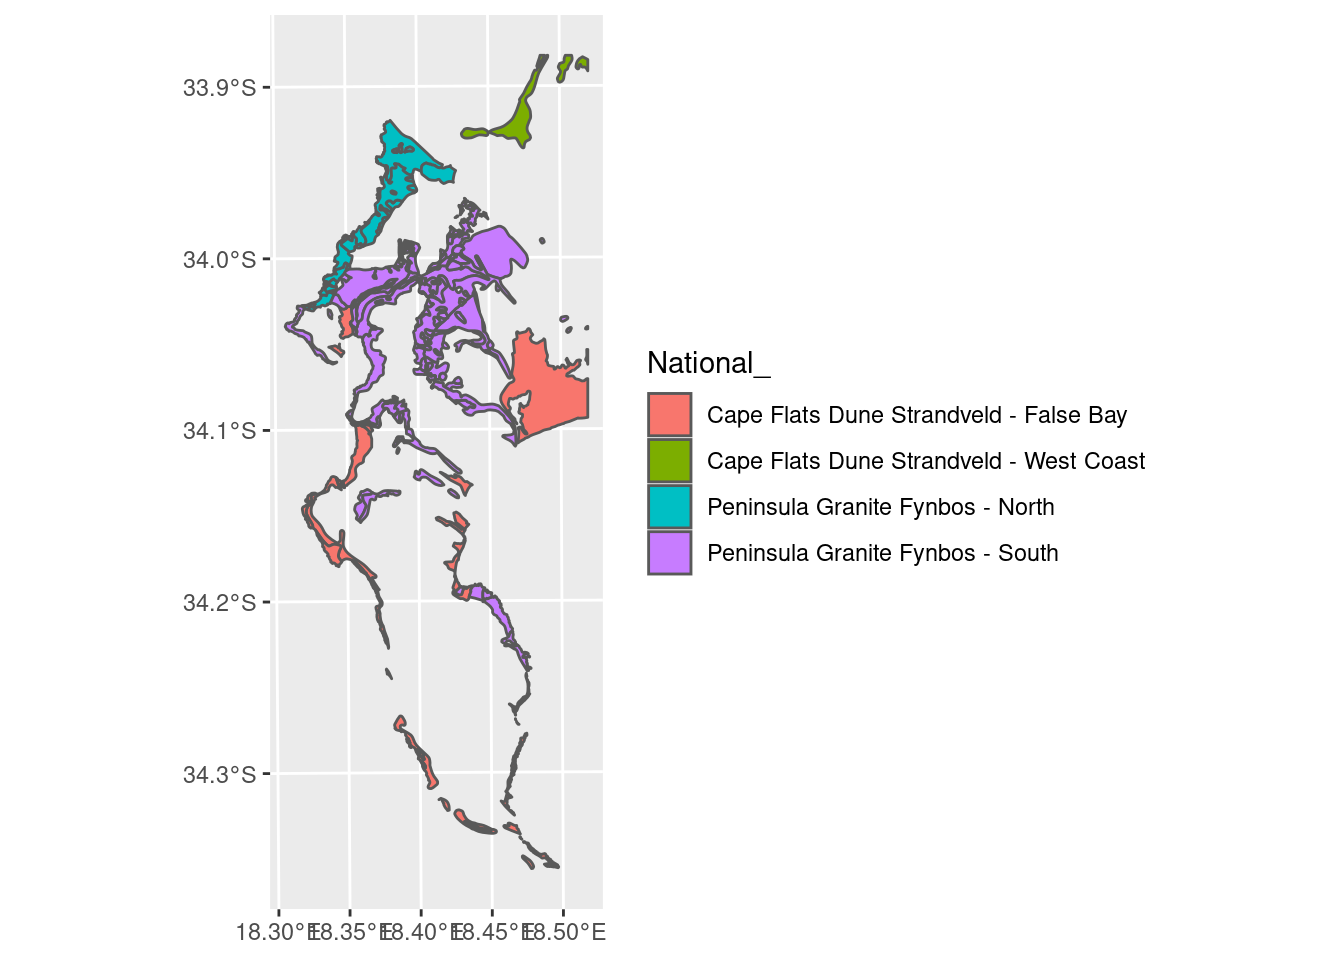 33.9°S
34.0°S
34.1°S
34.2°S
34.3°S
18.30°E 18.35°E 18.40°E 18.45°E 18.50°E
National_
Cape Flats Dune Strandveld - False Bay
Cape Flats Dune Strandveld - West Coast
Peninsula Granite Fynbos - North
Peninsula Granite Fynbos - South